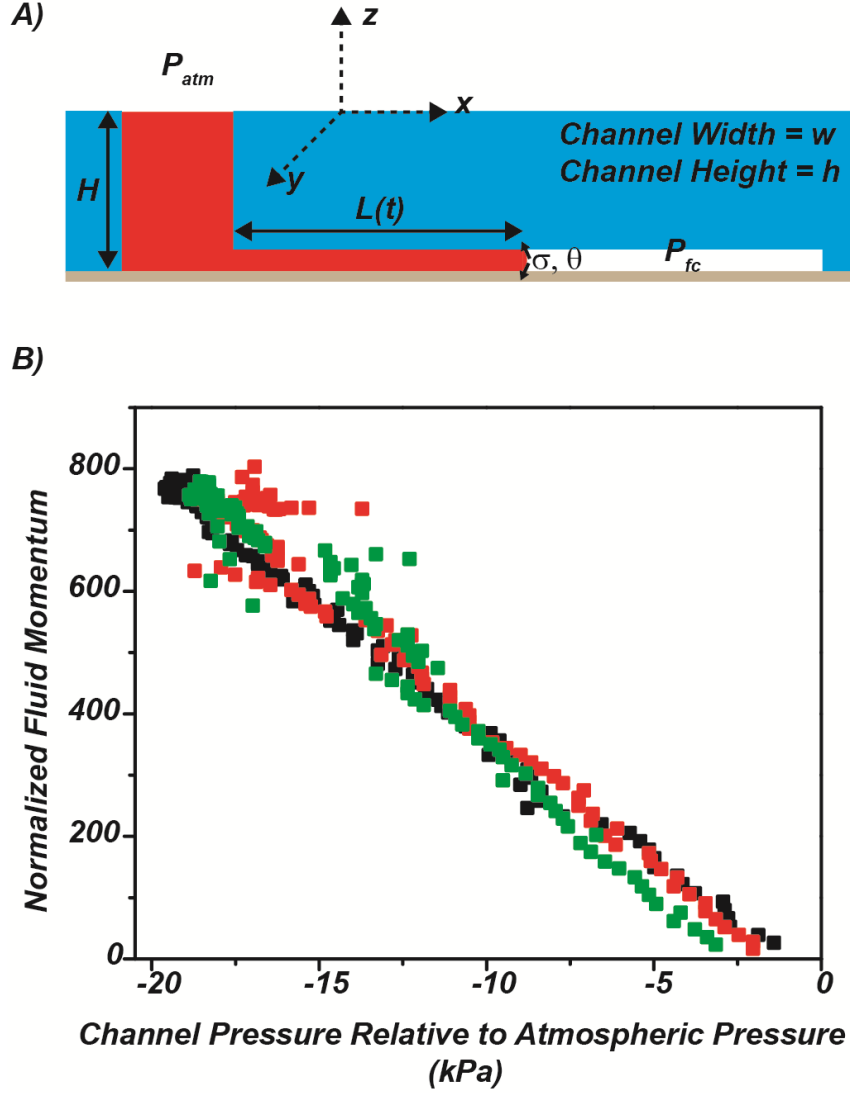 A)
z
P_atm
x
Channel Width = w
Channel Height = h
H
y
L(t)
σ, θ
P_fc
B)
800
600
400
200
0
Normalized Fluid Momentum
-20
-15
-10
-5
0
Channel Pressure Relative to Atmospheric Pressure
(kPa)